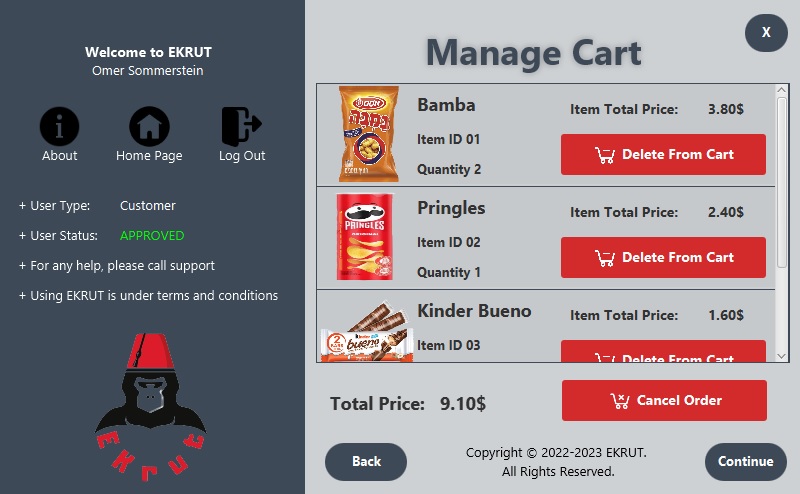 Welcome to EKRUT
Omer Sommerstein
About
Home Page
Log Out
+ User Type: Customer
+ User Status: APPROVED
+ For any help, please call support
+ Using EKRUT is under terms and conditions
EKRUT
X
Manage Cart
במבה
Bamba
Item ID 01
Quantity 2
Item Total Price: 3.80$
Delete From Cart
PRINGLES
Pringles
Item ID 02
Quantity 1
Item Total Price: 2.40$
Delete From Cart
2
bueno
Kinder Bueno
Item ID 03
Item Total Price: 1.60$
Delete From Cart
Total Price: 9.10$
Cancel Order
Back
Copyright © 2022-2023 EKRUT.
All Rights Reserved.
Continue